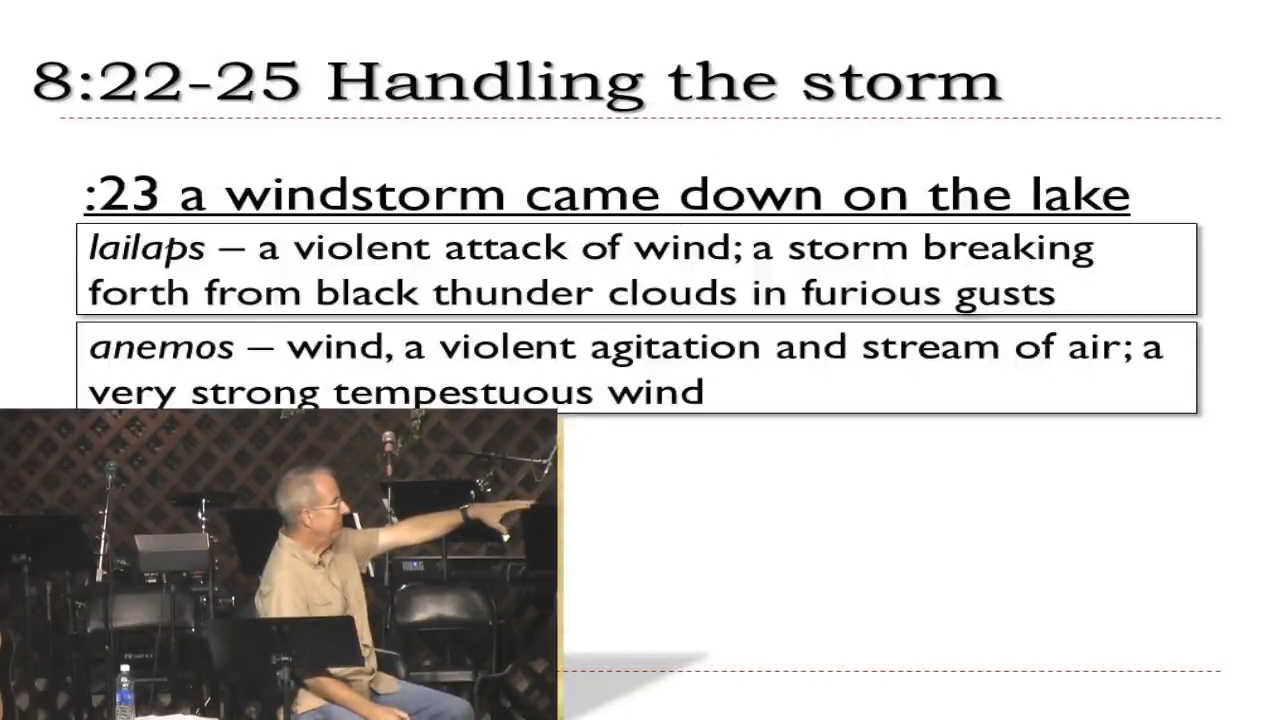 8:22-25 Handling the storm
:23 a windstorm came down on the lake
lailaps – a violent attack of wind; a storm breaking
forth from black thunder clouds in furious gusts
anemos – wind, a violent agitation and stream of air; a
very strong tempestuous wind